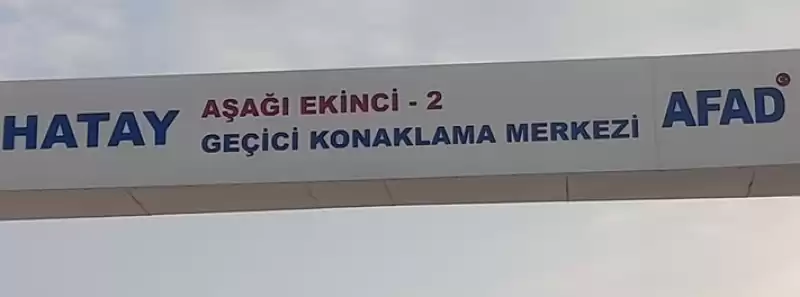 HATAY
AŞAĞI EKİNCİ - 2
GEÇİCİ KONAKLAMA MERKEZİ
AFAD